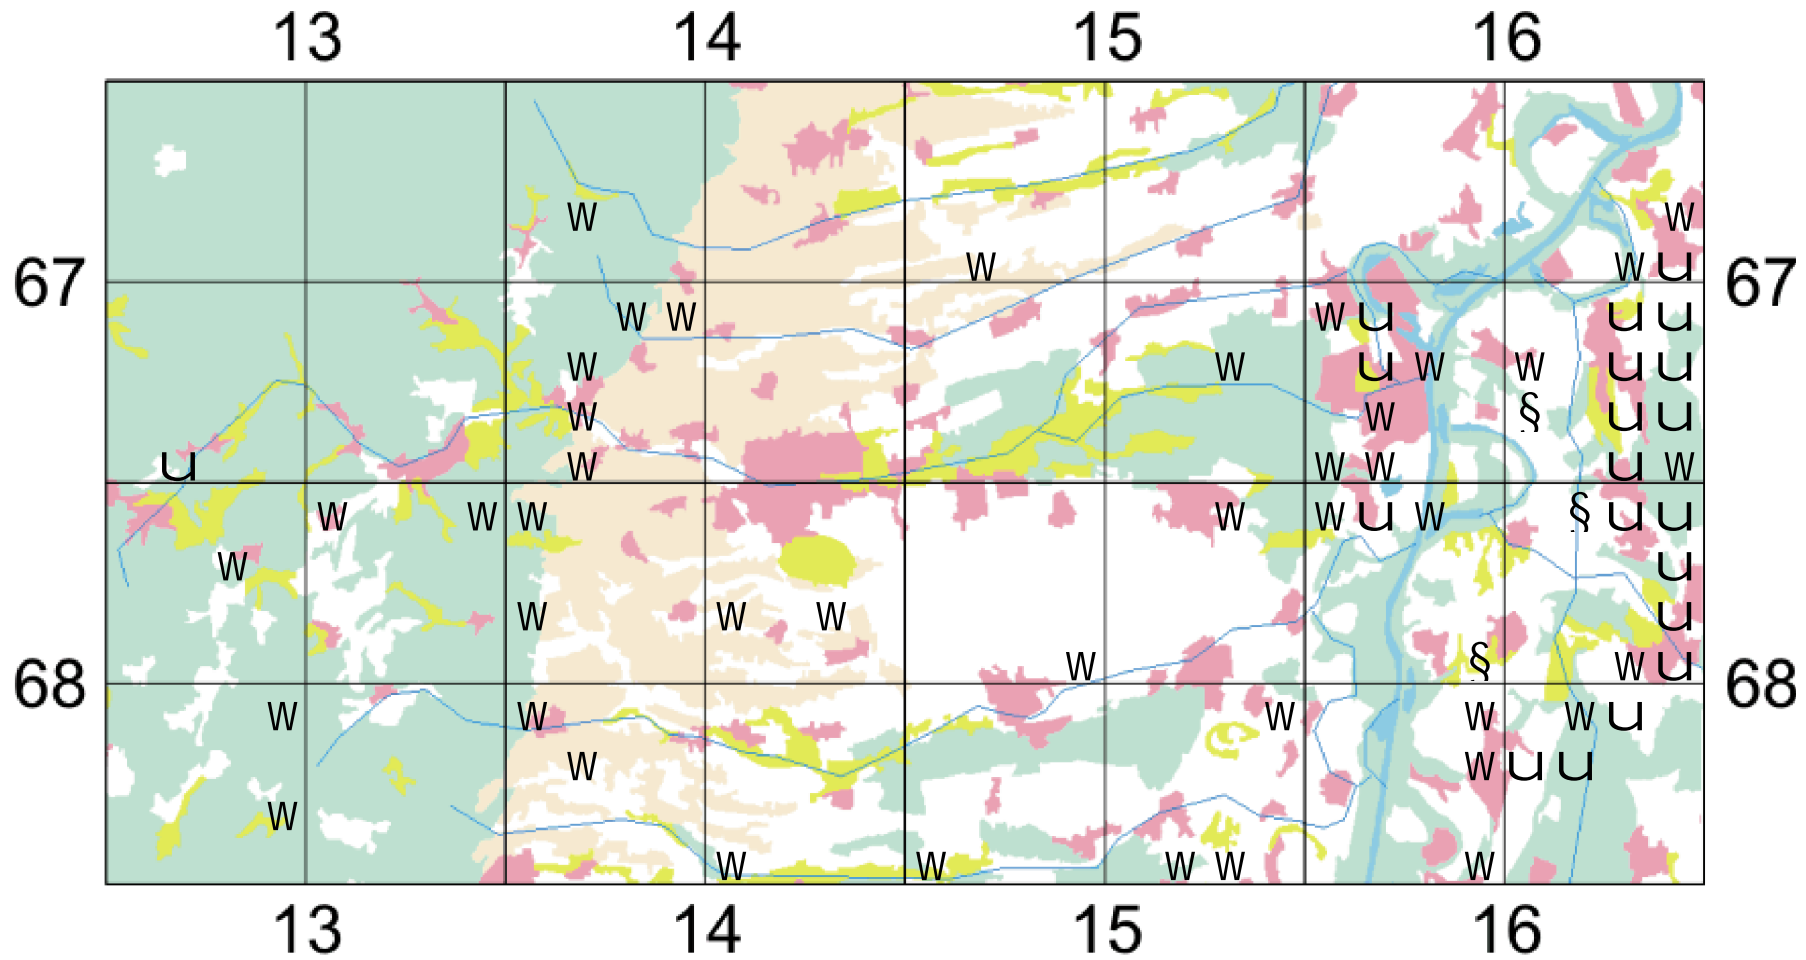 13 14 15 16
W W
67 W W u 67
W W W u u u
W W u W W u u
W W § u u
u W W W u W
W W W W W u W § u u
W u
W W W u
W § W u
68 68
W W W W W u
W W u u
W
W W W W W
13 14 15 16